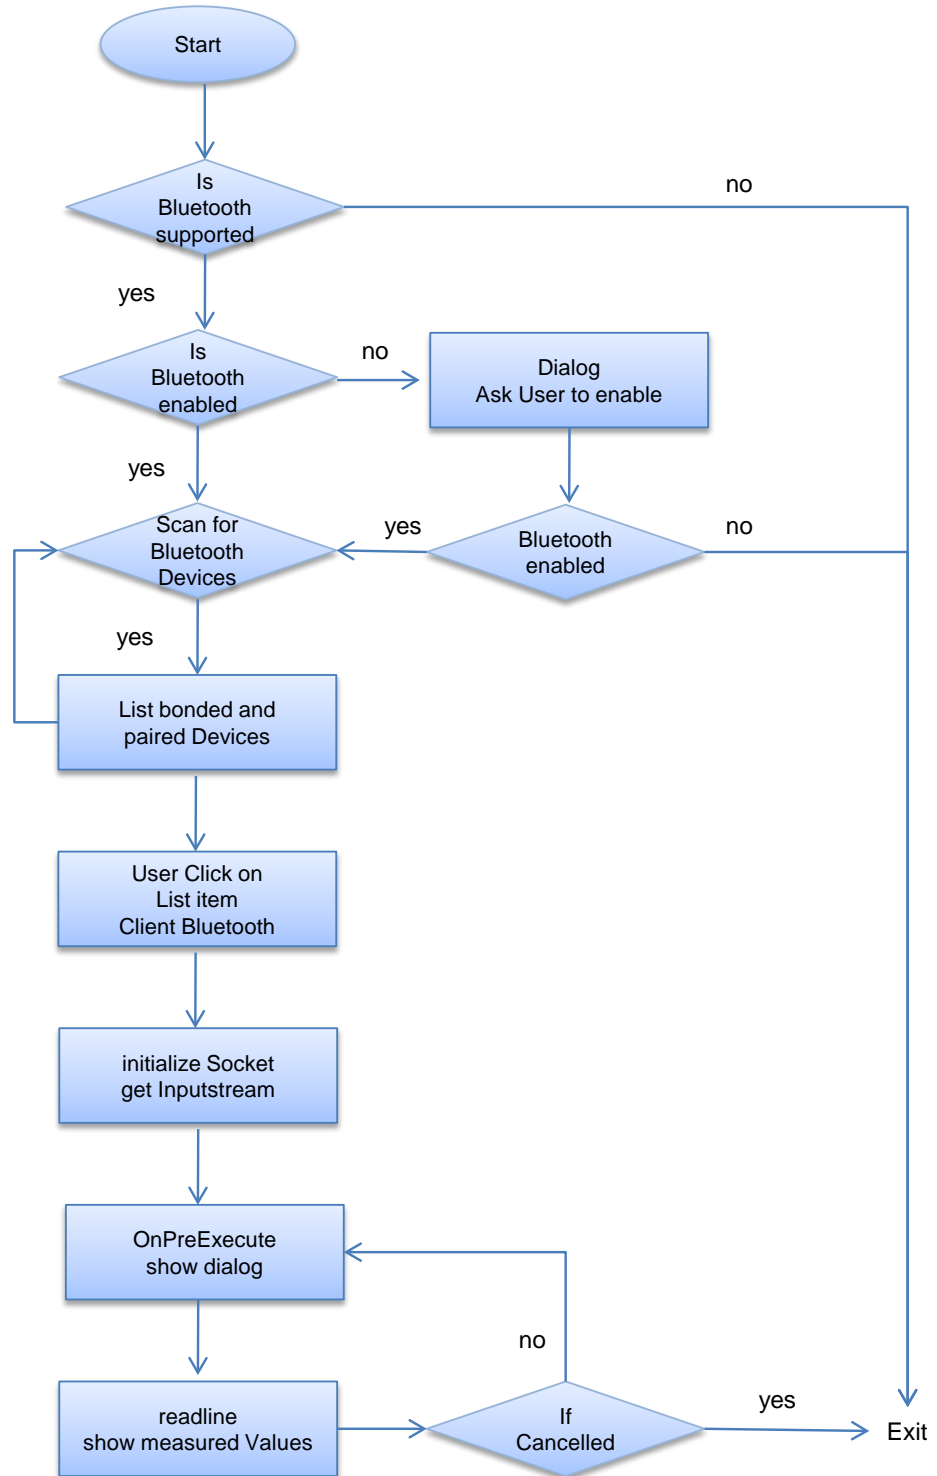 Start
Is
Bluetooth
supported
no
yes
Is
Bluetooth
enabled
no
Dialog
Ask User to enable
yes
Scan for
Bluetooth
Devices
yes
Bluetooth
enabled
no
yes
List bonded and
paired Devices
User Click on
List item
Client Bluetooth
initialize Socket
get Inputstream
OnPreExecute
show dialog
no
readline
show measured Values
If
Cancelled
yes
Exit